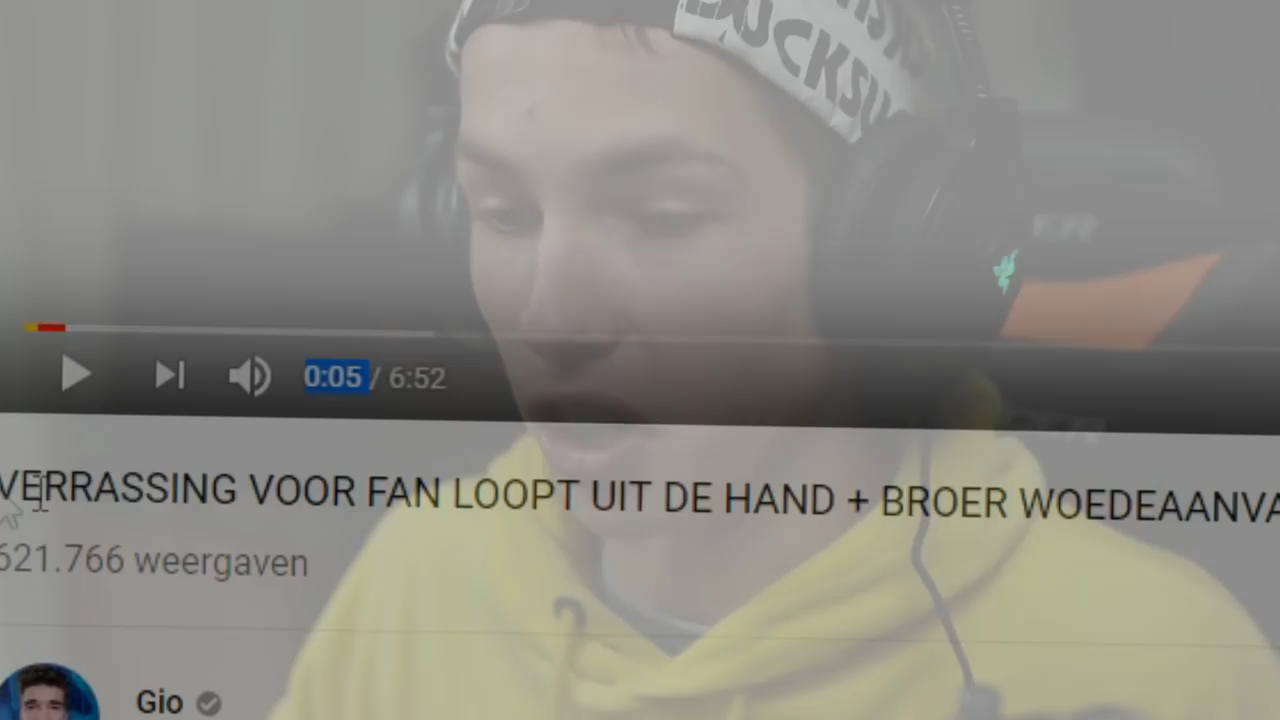 0:05 / 6:52
VERRASSING VOOR FAN LOOPT UIT DE HAND + BROER WOEDEAANVA
621.766 weergaven
Gio